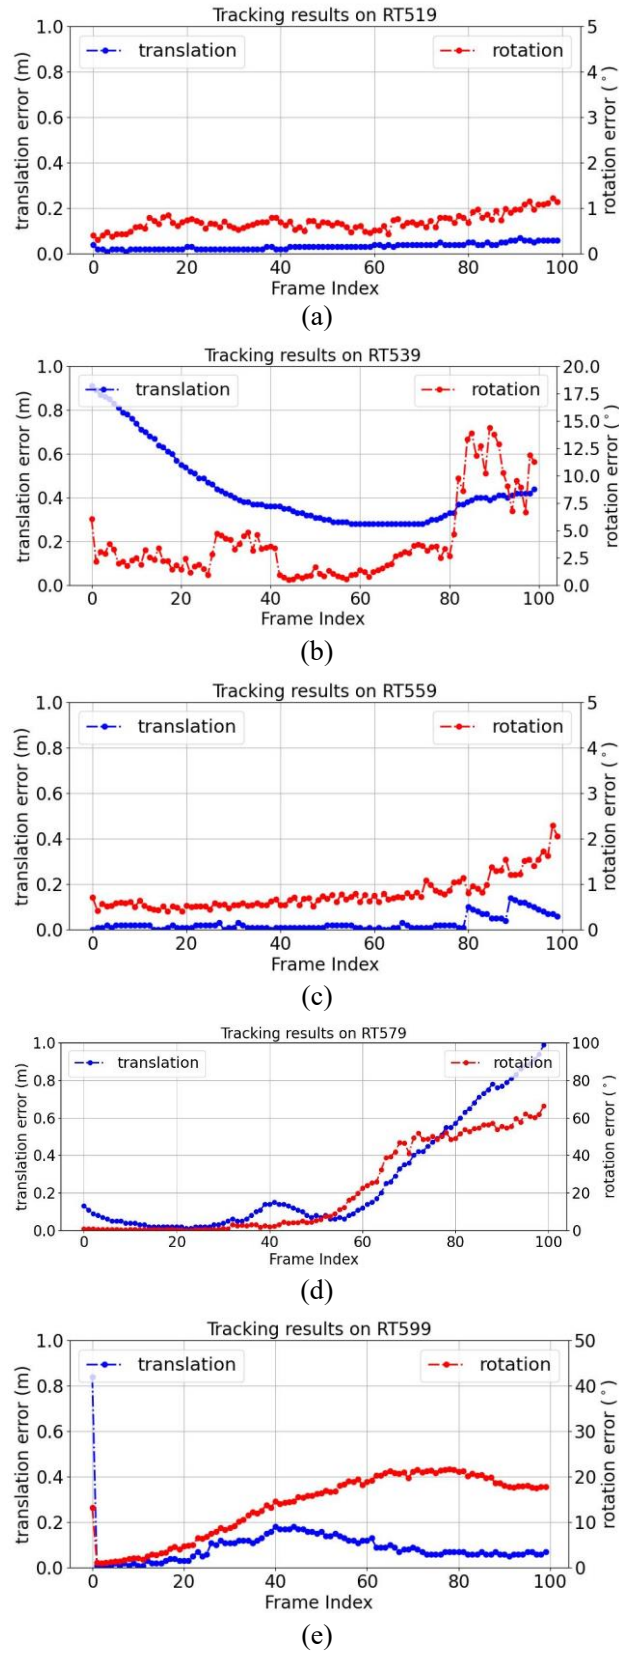 Tracking results on RT519
translation
rotation
translation error (m)
1.0
0.8
0.6
0.4
0.2
0.0
5
4
3
2
1
0
rotation error (°)
0 20 40 60 80 100
Frame Index
(a)
Tracking results on RT539
translation
rotation
translation error (m)
1.0
0.8
0.6
0.4
0.2
0.0
20.0
17.5
15.0
12.5
10.0
7.5
5.0
2.5
0.0
rotation error (°)
0 20 40 60 80 100
Frame Index
(b)
Tracking results on RT559
translation
rotation
translation error (m)
1.0
0.8
0.6
0.4
0.2
0.0
5
4
3
2
1
0
rotation error (°)
0 20 40 60 80 100
Frame Index
(c)
Tracking results on RT579
translation
rotation
translation error (m)
1.0
0.8
0.6
0.4
0.2
0.0
100
80
60
40
20
0
rotation error (°)
0 20 40 60 80 100
Frame Index
(d)
Tracking results on RT599
translation
rotation
translation error (m)
1.0
0.8
0.6
0.4
0.2
0.0
50
40
30
20
10
0
rotation error (°)
0 20 40 60 80 100
Frame Index
(e)